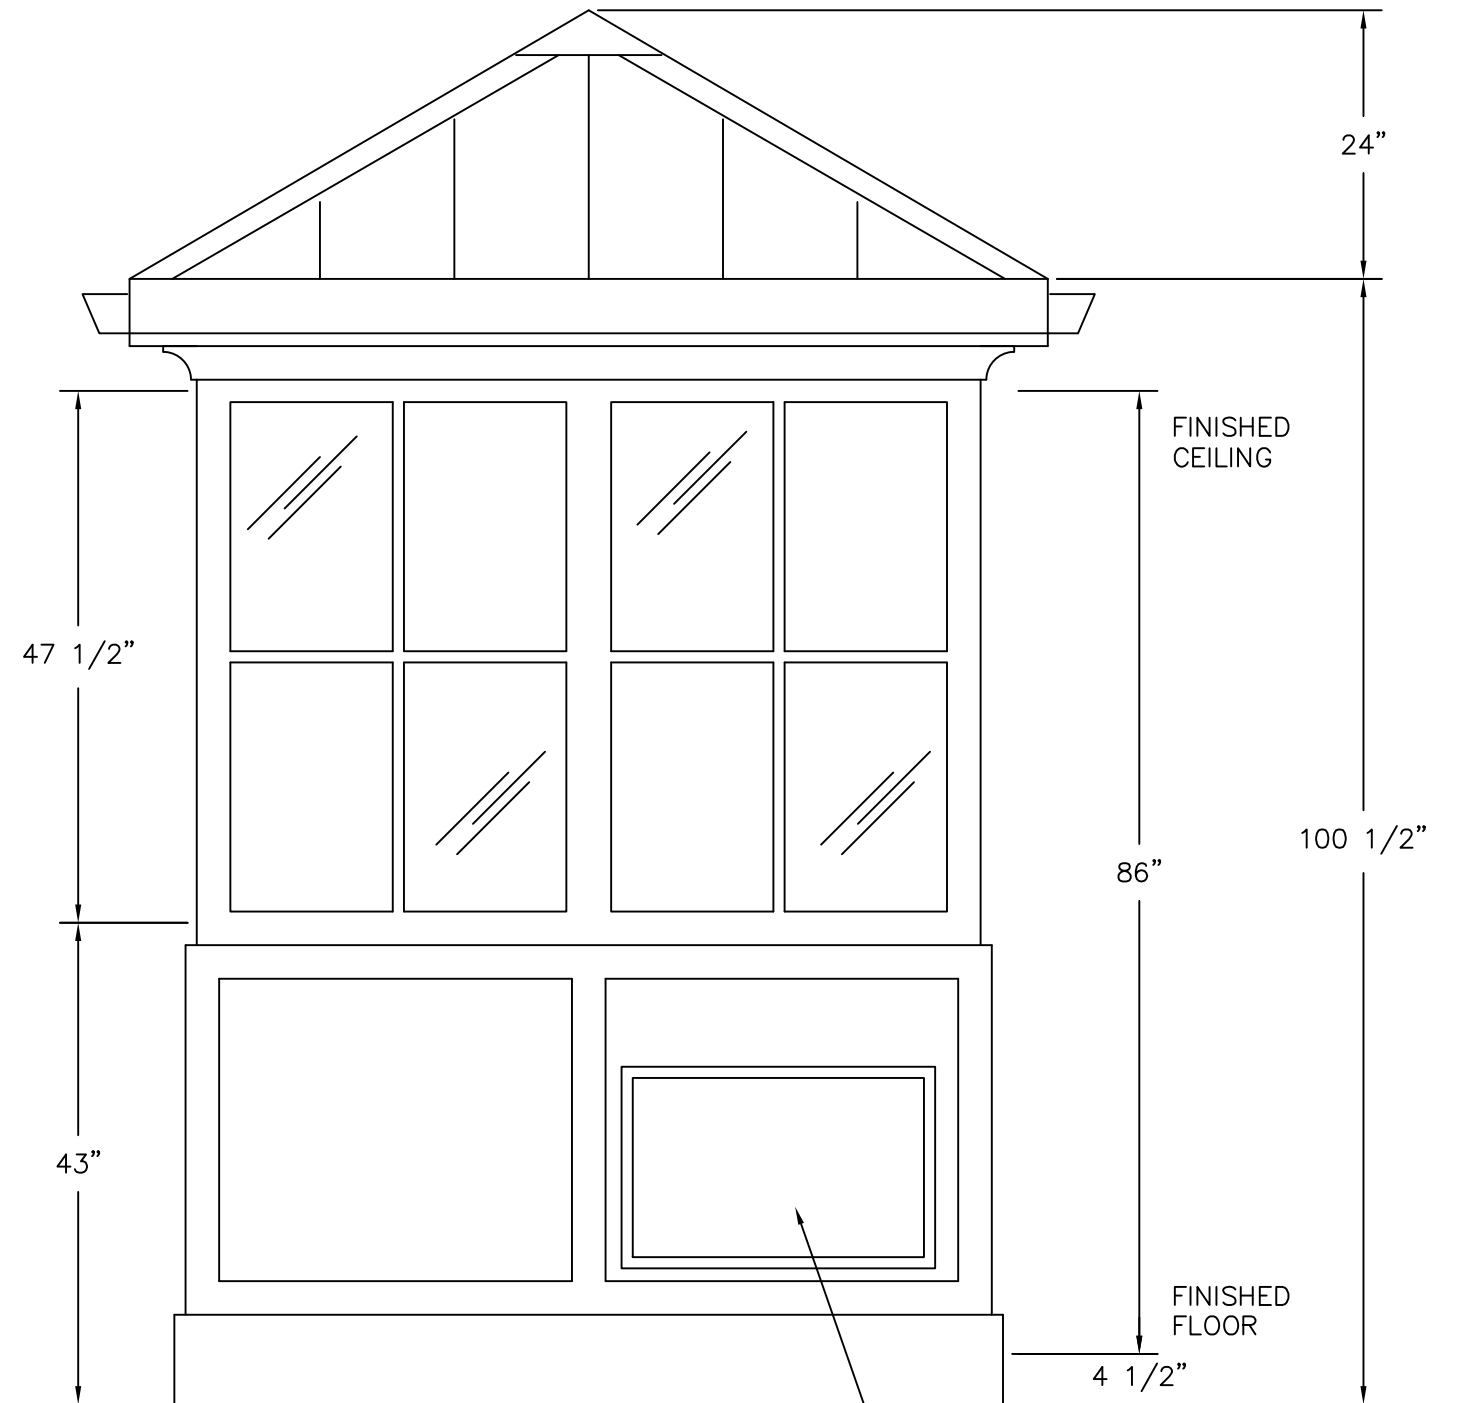 24”
FINISHED
CEILING
47 1/2”
100 1/2”
86”
43”
FINISHED
FLOOR
4 1/2”